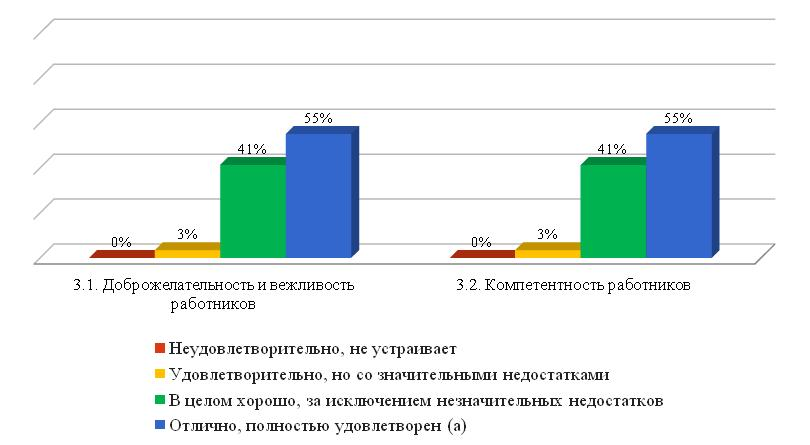 55%
55%
41%
41%
3%
3%
0%
0%
3.1. Доброжелательность и вежливость
работников
3.2. Компетентность работников
Неудовлетворительно, не устраивает
Удовлетворительно, но со значительными недостатками
В целом хорошо, за исключением незначительных недостатков
Отлично, полностью удовлетворен (а)